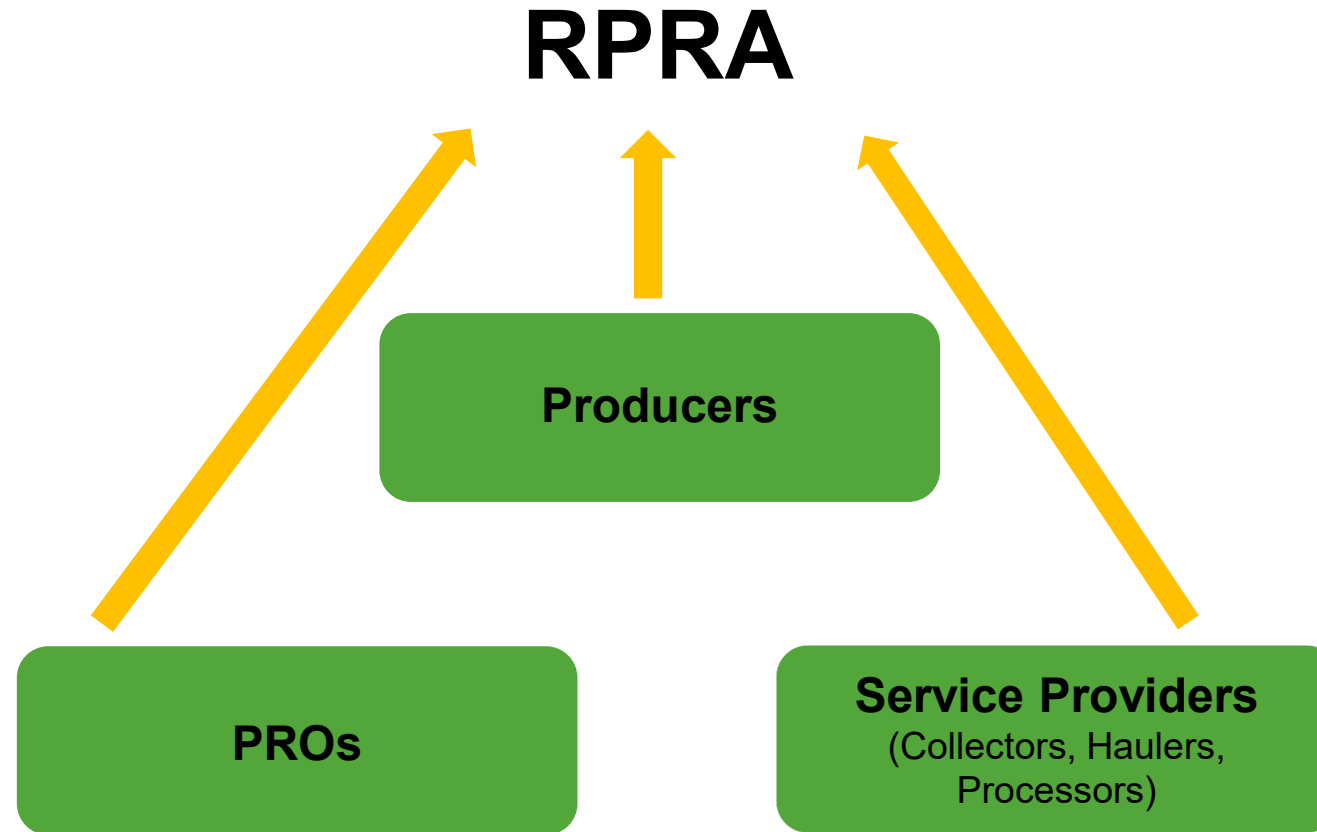 RPRA
Producers
PROs
Service Providers
(Collectors, Haulers,
Processors)